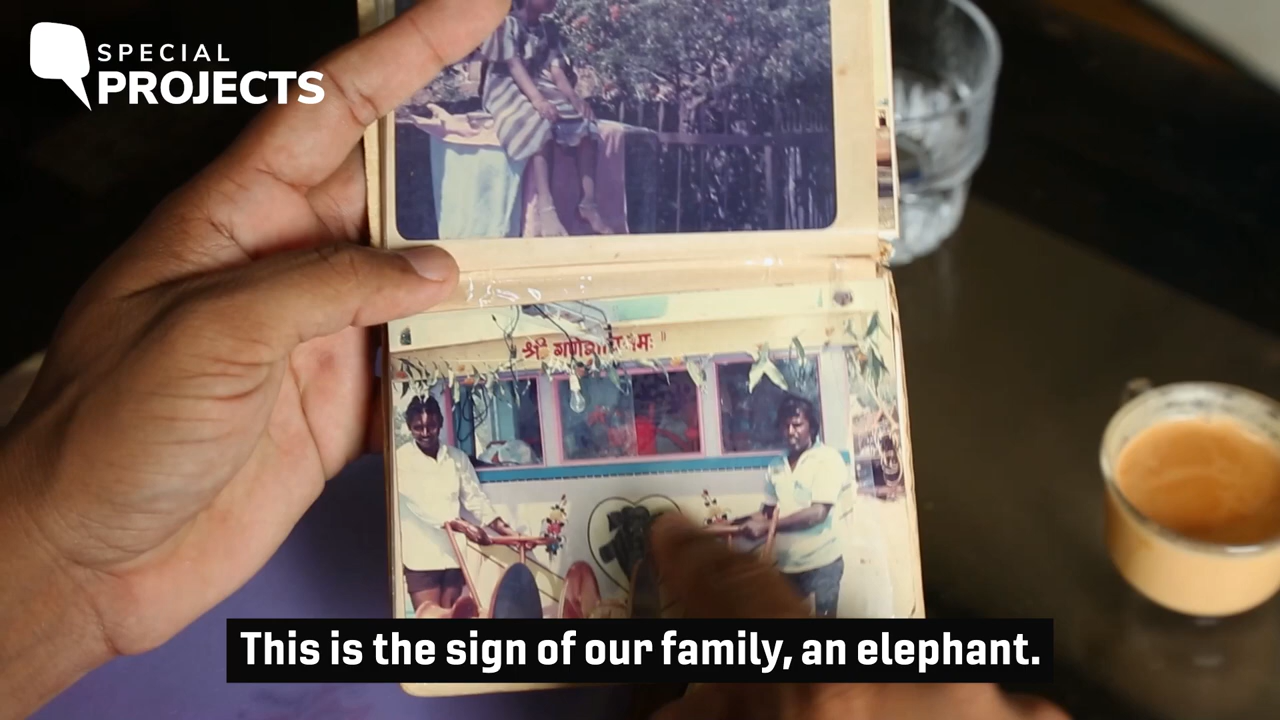 SPECIAL
PROJECTS
श्री
This is the sign of our family, an elephant.